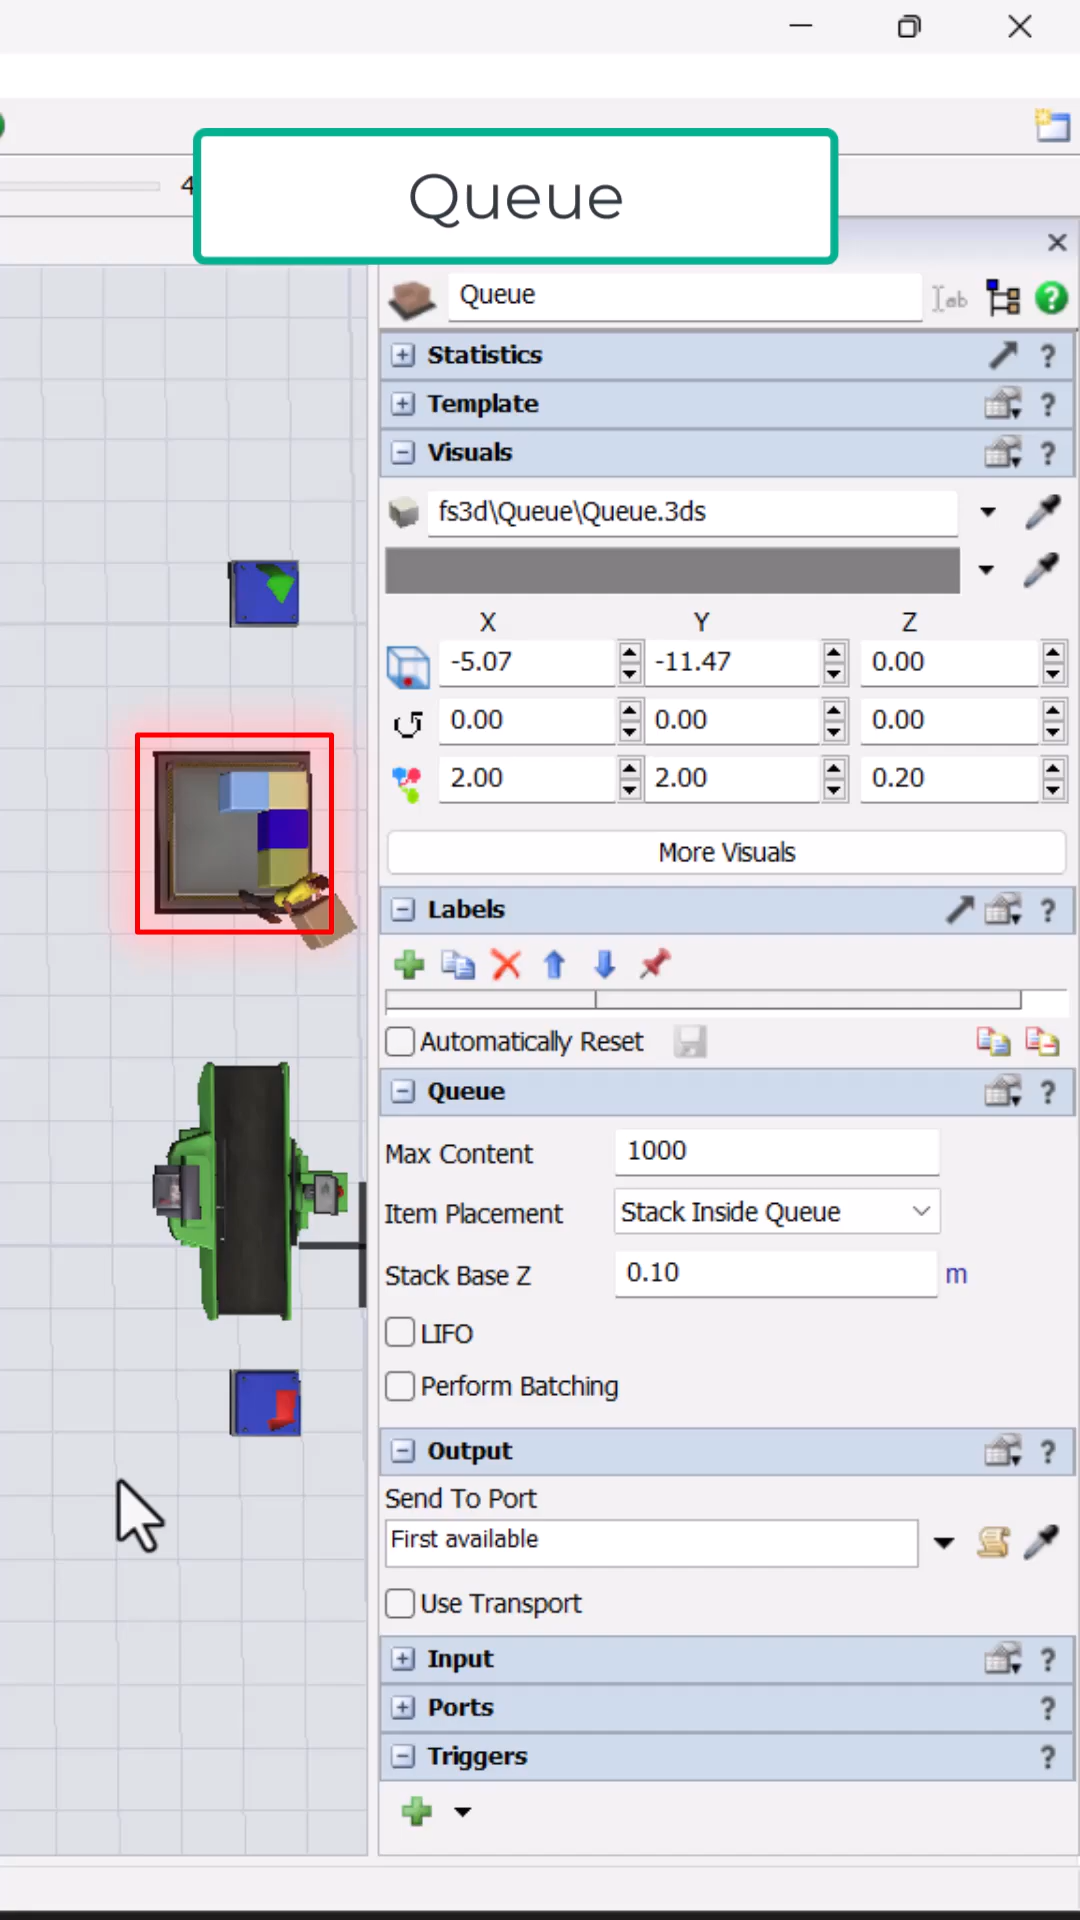 4
Queue
Queue
ab
?
Statistics
?
Template
?
Visuals
?
fs3d\Queue\Queue.3ds
X Y Z
-5.07 -11.47 0.00
0.00 0.00 0.00
2.00 2.00 0.20
More Visuals
Labels
?
Automatically Reset
Queue
?
Max Content 1000
Item Placement Stack Inside Queue
Stack Base Z 0.10 m
LIFO
Perform Batching
Output
?
Send To Port
First available
Use Transport
Input
?
Ports
?
Triggers
?